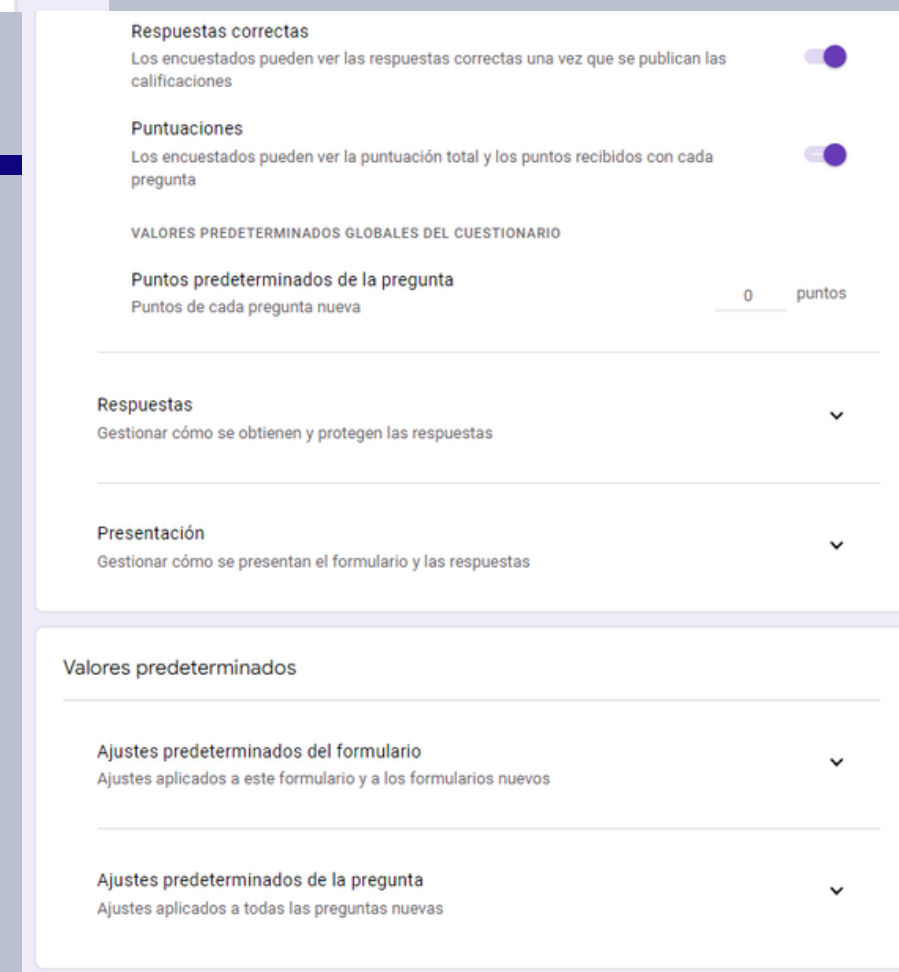 Respuestas correctas
Los encuestados pueden ver las respuestas correctas una vez que se publican las
calificaciones
Puntuaciones
Los encuestados pueden ver la puntuación total y los puntos recibidos con cada
pregunta
VALORES PREDETERMINADOS GLOBALES DEL CUESTIONARIO
Puntos predeterminados de la pregunta
Puntos de cada pregunta nueva
0 puntos
Respuestas
Gestionar cómo se obtienen y protegen las respuestas
Presentación
Gestionar cómo se presentan el formulario y las respuestas
Valores predeterminados
Ajustes predeterminados del formulario
Ajustes aplicados a este formulario y a los formularios nuevos
Ajustes predeterminados de la pregunta
Ajustes aplicados a todas las preguntas nuevas